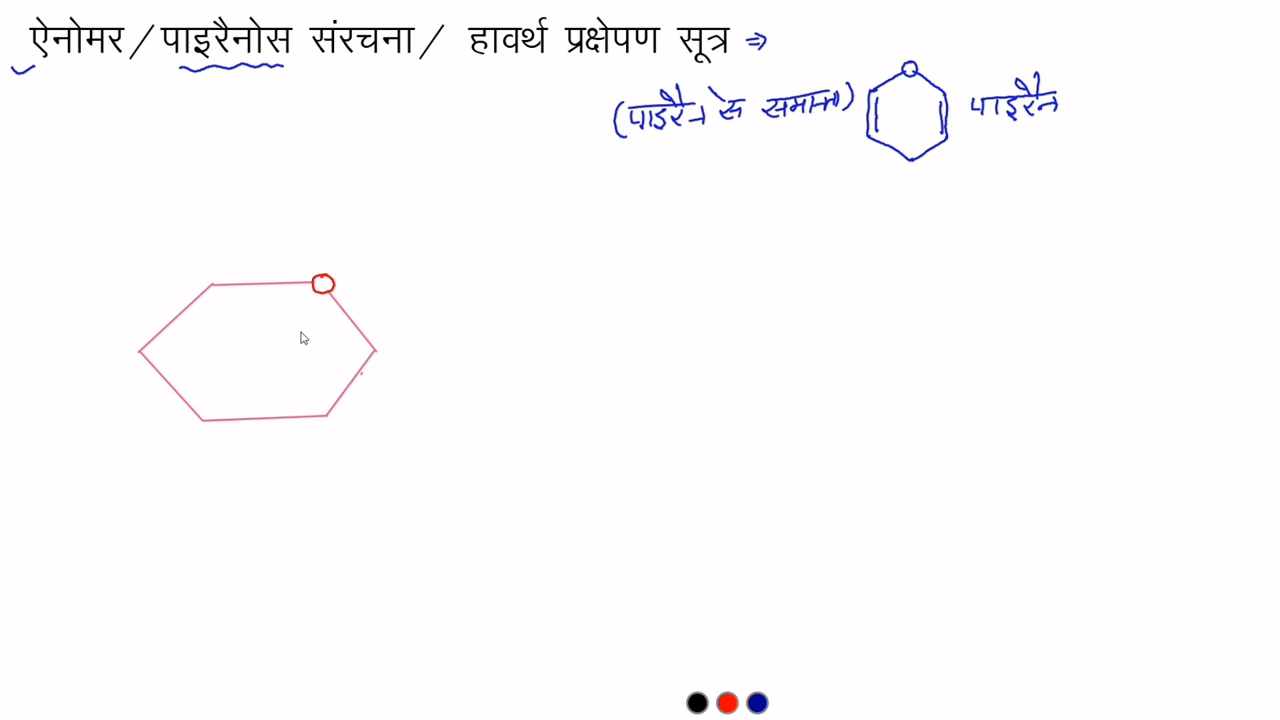 ऐनोमर/पाइरैनोस संरचना/ हावर्थ प्रक्षेपण सूत्र ⇒
(पाइरैन के समान) पाइरैन